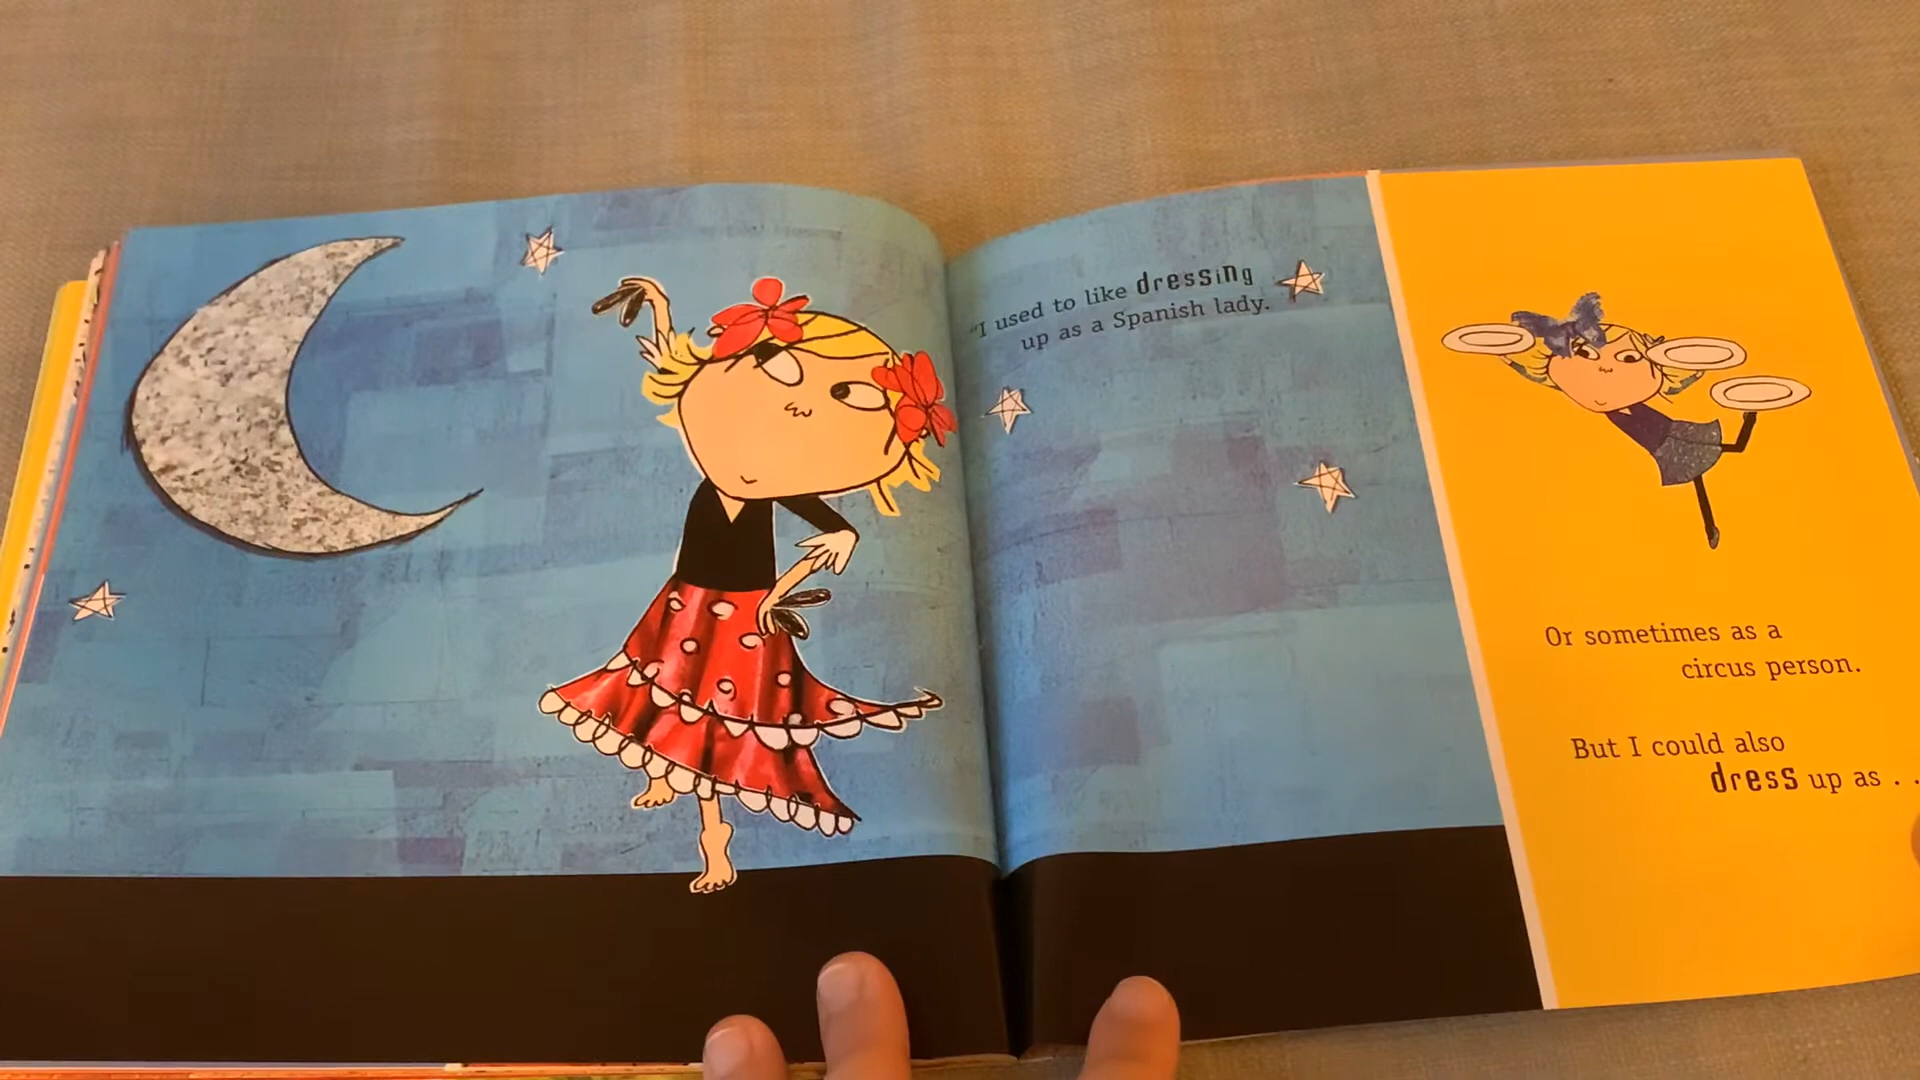 "I used to like dressing
up as a Spanish lady.
Or sometimes as a
circus person.
But I could also
dress up as . .